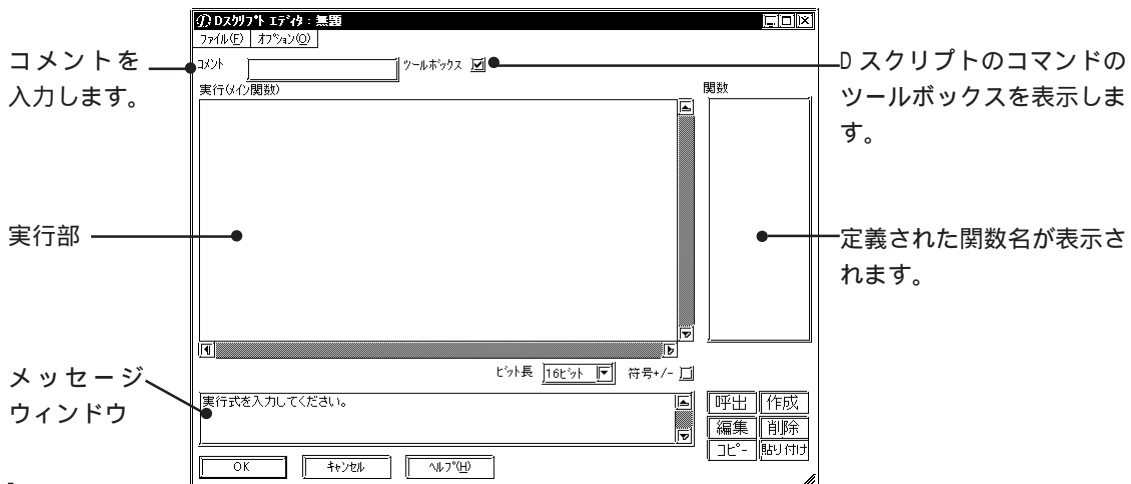 Dスクリプト エディタ : 無題
ファイル(F) オプション(O)
コメント ツールボックス
実行(メイン関数) 関数
コメントを
入力します。
Dスクリプトのコマンドの
ツールボックスを表示しま
す。
実行部
定義された関数名が表示さ
れます。
ビット長 16ビット 符号+/-
メッセージ
ウィンドウ
実行式を入力してください。
呼出 作成
編集 削除
コピー 貼り付け
OK キャンセル ヘルプ(H)